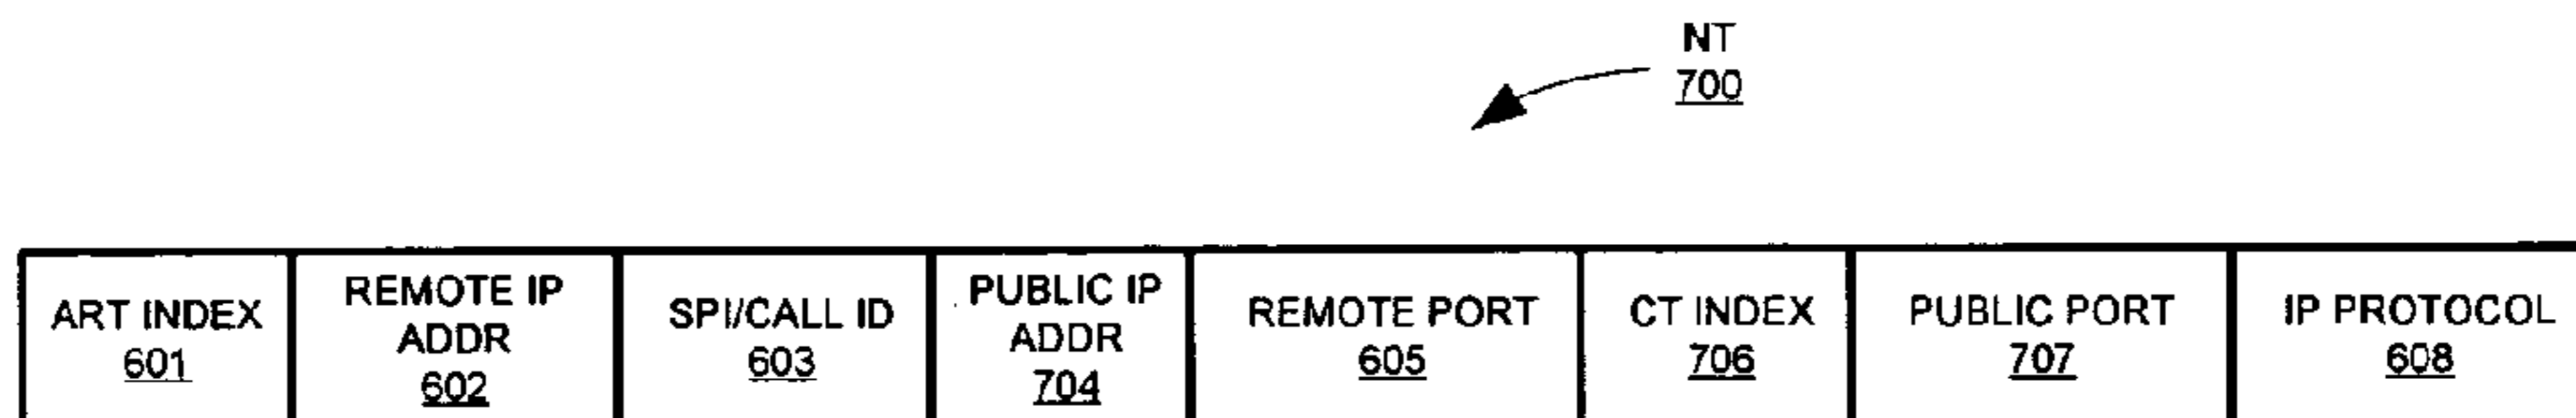 NT
700
ART INDEX
601
REMOTE IP
ADDR
602
SPI/CALL ID
603
PUBLIC IP
ADDR
704
REMOTE PORT
605
CT INDEX
706
PUBLIC PORT
707
IP PROTOCOL
608